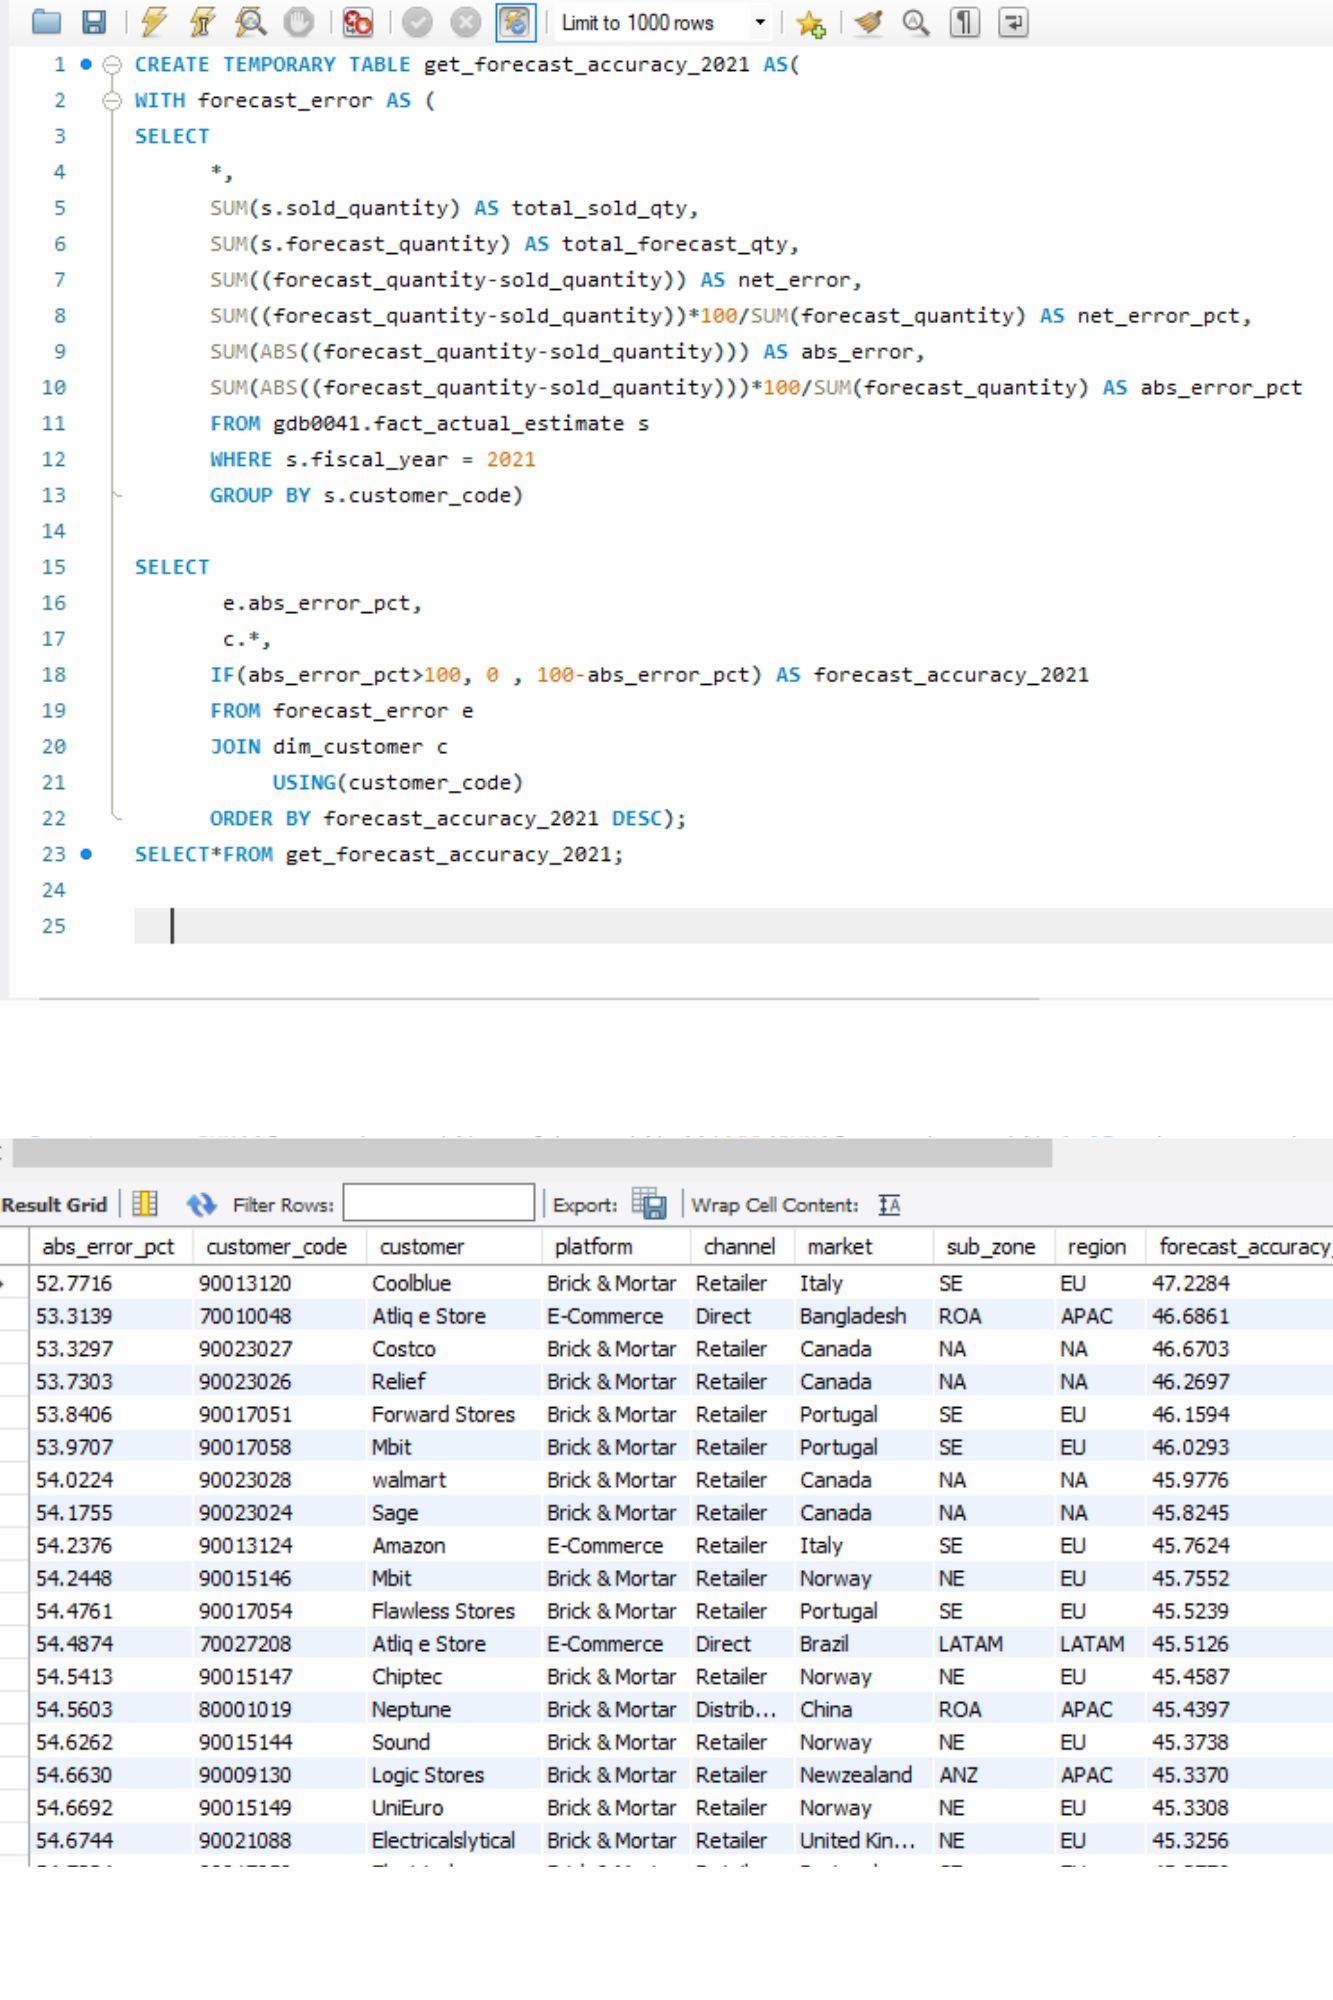 Limit to 1000 rows
1 CREATE TEMPORARY TABLE get_forecast_accuracy_2021 AS(
2 WITH forecast_error AS (
3 SELECT
4 *,
5 SUM(s.sold_quantity) AS total_sold_qty,
6 SUM(s.forecast_quantity) AS total_forecast_qty,
7 SUM((forecast_quantity-sold_quantity)) AS net_error,
8 SUM((forecast_quantity-sold_quantity))*100/SUM(forecast_quantity) AS net_error_pct,
9 SUM(ABS((forecast_quantity-sold_quantity))) AS abs_error,
10 SUM(ABS((forecast_quantity-sold_quantity)))*100/SUM(forecast_quantity) AS abs_error_pct
11 FROM gdb0041.fact_actual_estimate s
12 WHERE s.fiscal_year = 2021
13 GROUP BY s.customer_code)
14
15 SELECT
16 e.abs_error_pct,
17 c.*,
18 IF(abs_error_pct>100, 0 , 100-abs_error_pct) AS forecast_accuracy_2021
19 FROM forecast_error e
20 JOIN dim_customer c
21 USING(customer_code)
22 ORDER BY forecast_accuracy_2021 DESC);
23 SELECT*FROM get_forecast_accuracy_2021;
24
25
Result Grid Filter Rows: Export: Wrap Cell Content:
abs_error_pct customer_code customer platform channel market sub_zone region forecast_accuracy_
52.7716 90013120 Coolblue Brick & Mortar Retailer Italy SE EU 47.2284
53.3139 70010048 Atliq e Store E-Commerce Direct Bangladesh ROA APAC 46.6861
53.3297 90023027 Costco Brick & Mortar Retailer Canada NA NA 46.6703
53.7303 90023026 Relief Brick & Mortar Retailer Canada NA NA 46.2697
53.8406 90017051 Forward Stores Brick & Mortar Retailer Portugal SE EU 46.1594
53.9707 90017058 Mbit Brick & Mortar Retailer Portugal SE EU 46.0293
54.0224 90023028 walmart Brick & Mortar Retailer Canada NA NA 45.9776
54.1755 90023024 Sage Brick & Mortar Retailer Canada NA NA 45.8245
54.2376 90013124 Amazon E-Commerce Retailer Italy SE EU 45.7624
54.2448 90015146 Mbit Brick & Mortar Retailer Norway NE EU 45.7552
54.4761 90017054 Flawless Stores Brick & Mortar Retailer Portugal SE EU 45.5239
54.4874 70027208 Atliq e Store E-Commerce Direct Brazil LATAM LATAM 45.5126
54.5413 90015147 Chiptec Brick & Mortar Retailer Norway NE EU 45.4587
54.5603 80001019 Neptune Brick & Mortar Distrib... China ROA APAC 45.4397
54.6262 90015144 Sound Brick & Mortar Retailer Norway NE EU 45.3738
54.6630 90009130 Logic Stores Brick & Mortar Retailer Newzealand ANZ APAC 45.3370
54.6692 90015149 UniEuro Brick & Mortar Retailer Norway NE EU 45.3308
54.6744 90021088 Electricalslytical Brick & Mortar Retailer United Kin... NE EU 45.3256